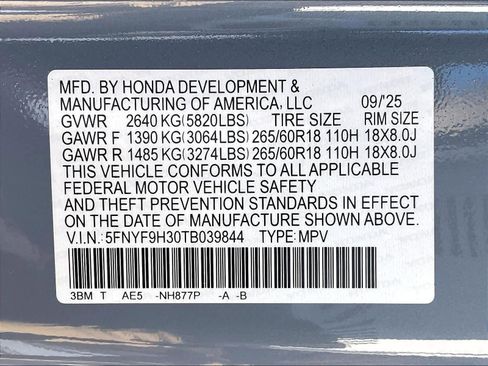 MFD. BY HONDA DEVELOPMENT &
MANUFACTURING OF AMERICA, LLC 09/'25
GVWR 2640 KG(5820LBS) TIRE SIZE RIM SIZE
GAWR F 1390 KG(3064LBS) 265/60R18 110H 18X8.0J
GAWR R 1485 KG(3274LBS) 265/60R18 110H 18X8.0J
THIS VEHICLE CONFORMS TO ALL APPLICABLE
FEDERAL MOTOR VEHICLE SAFETY
AND THEFT PREVENTION STANDARDS IN EFFECT
ON THE DATE OF MANUFACTURE SHOWN ABOVE.
V.I.N.: 5FNYF9H30TB039844 TYPE: MPV
3BM T AE5 -NH877P -A -B